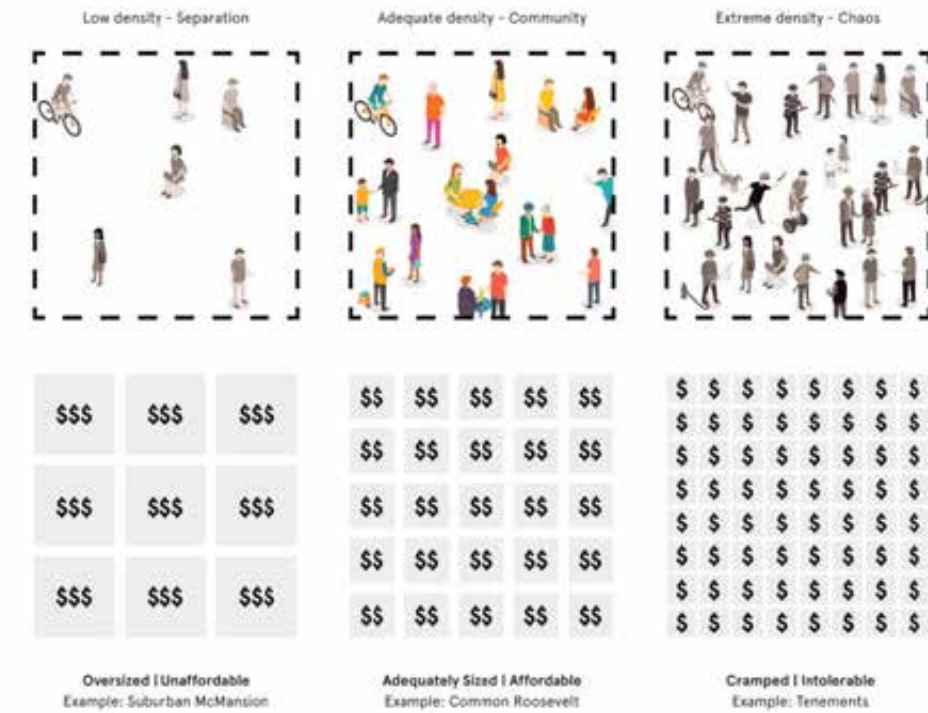 Low density - Separation
Adequate density - Community
Extreme density - Chaos
$$$ $$$ $$$
$$$ $$$ $$$
$$$ $$$ $$$
$$ $$ $$ $$ $$
$$ $$ $$ $$ $$
$$ $$ $$ $$ $$
$$ $$ $$ $$ $$
$$ $$ $$ $$ $$
$ $ $ $ $ $ $ $
$ $ $ $ $ $ $ $
$ $ $ $ $ $ $ $
$ $ $ $ $ $ $ $
$ $ $ $ $ $ $ $
$ $ $ $ $ $ $ $
$ $ $ $ $ $ $ $
$ $ $ $ $ $ $ $
Oversized | Unaffordable
Example: Suburban McMansion
Adequately Sized | Affordable
Example: Common Roosevelt
Cramped | Intolerable
Example: Tenements